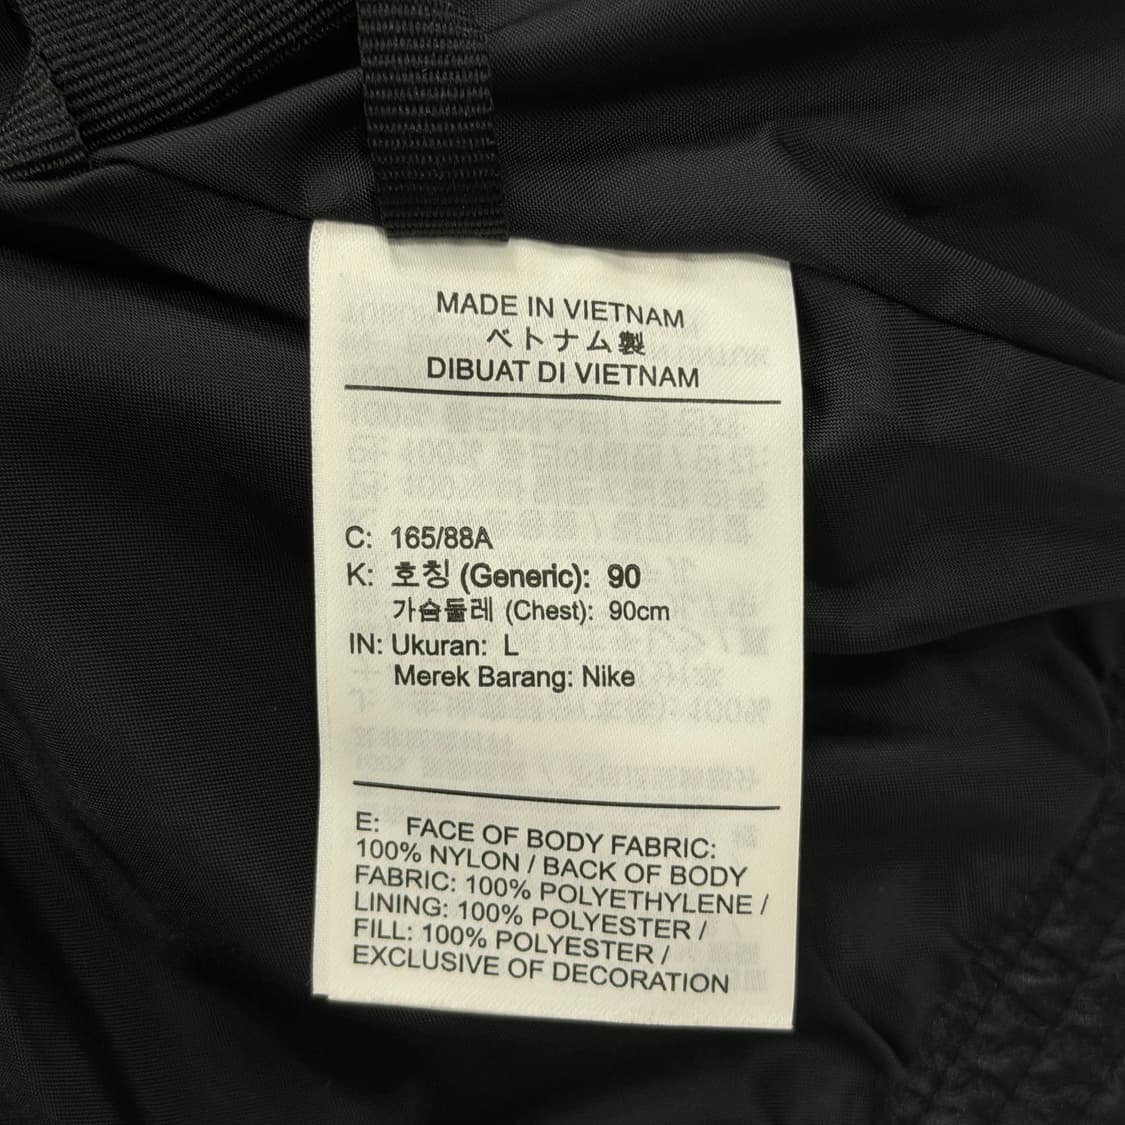 MADE IN VIETNAM
ベトナム製
DIBUAT DI VIETNAM
C: 165/88A
K: 호칭 (Generic): 90
가슴둘레 (Chest): 90cm
IN: Ukuran: L
Merek Barang: Nike
E: FACE OF BODY FABRIC:
100% NYLON / BACK OF BODY
FABRIC: 100% POLYETHYLENE /
LINING: 100% POLYESTER /
FILL: 100% POLYESTER /
EXCLUSIVE OF DECORATION